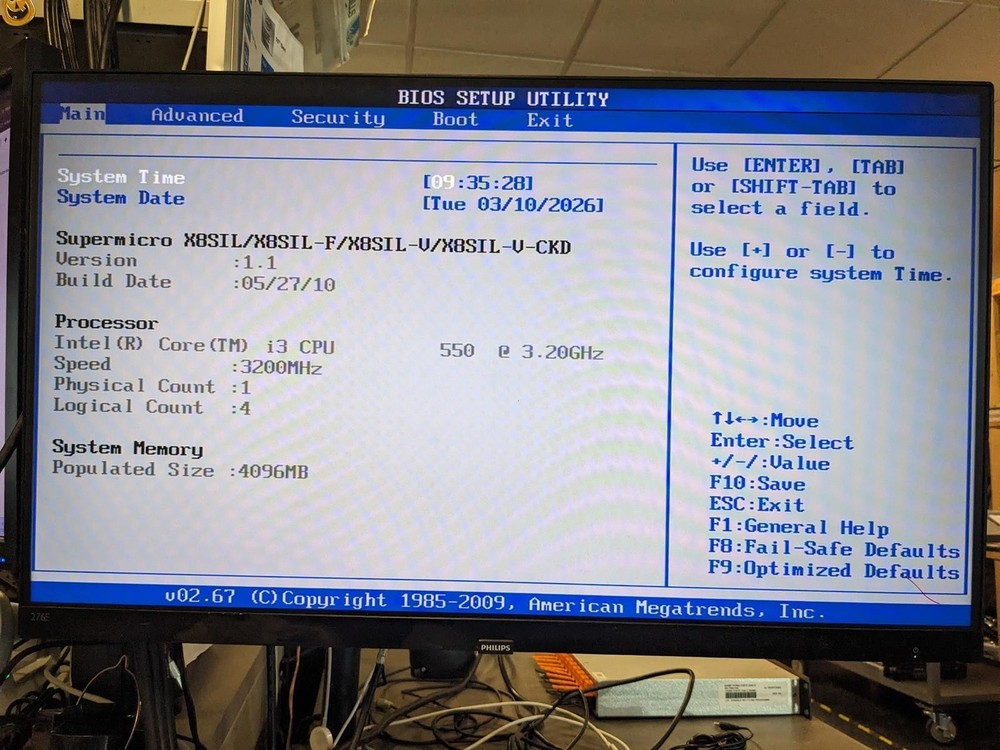 BIOS SETUP UTILITY
Main Advanced Security Boot Exit
System Time [09:35:28]
System Date [Tue 03/10/2026]
Supermicro X8SIL/X8SIL-F/X8SIL-V/X8SIL-V-CKD
Version :1.1
Build Date :05/27/10
Processor
Intel(R) Core(TM) i3 CPU 550 @ 3.20GHz
Speed :3200MHz
Physical Count :1
Logical Count :4
System Memory
Populated Size :4096MB
Use [ENTER], [TAB]
or [SHIFT-TAB] to
select a field.
Use [+] or [-] to
configure system Time.
↑↓←→:Move
Enter:Select
+/-/:Value
F10:Save
ESC:Exit
F1:General Help
F8:Fail-Safe Defaults
F9:Optimized Defaults
v02.67 (C)Copyright 1985-2009, American Megatrends, Inc.
276E
PHILIPS